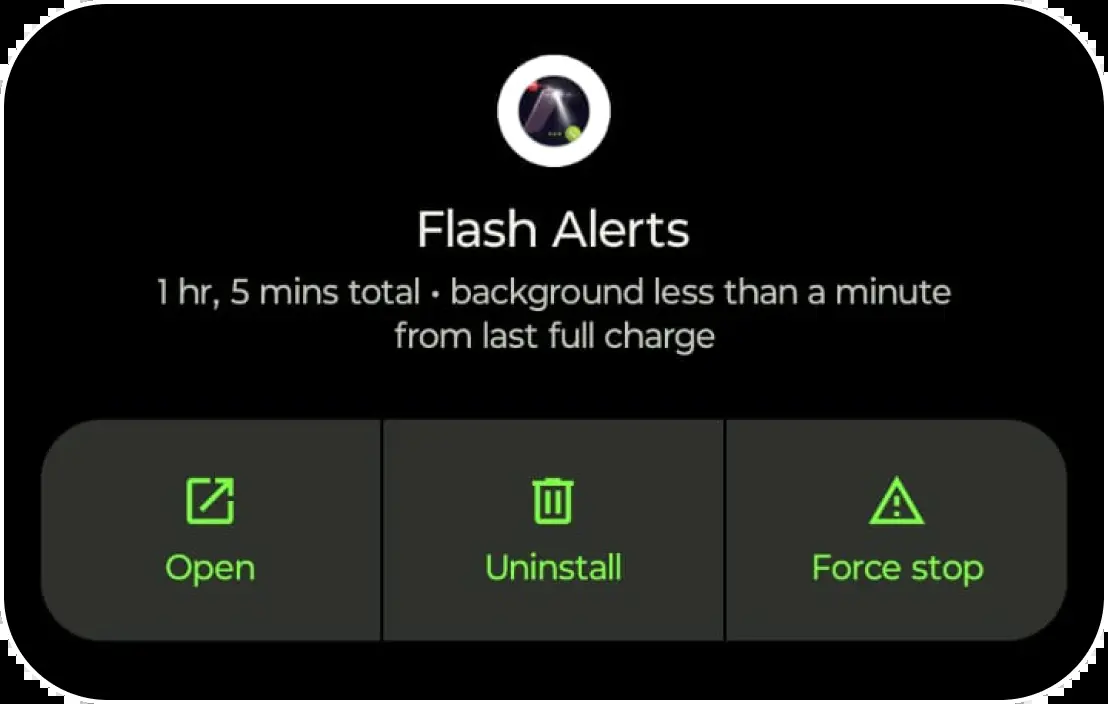 Flash Alerts
1 hr, 5 mins total • background less than a minute
from last full charge
Open
Uninstall
Force stop